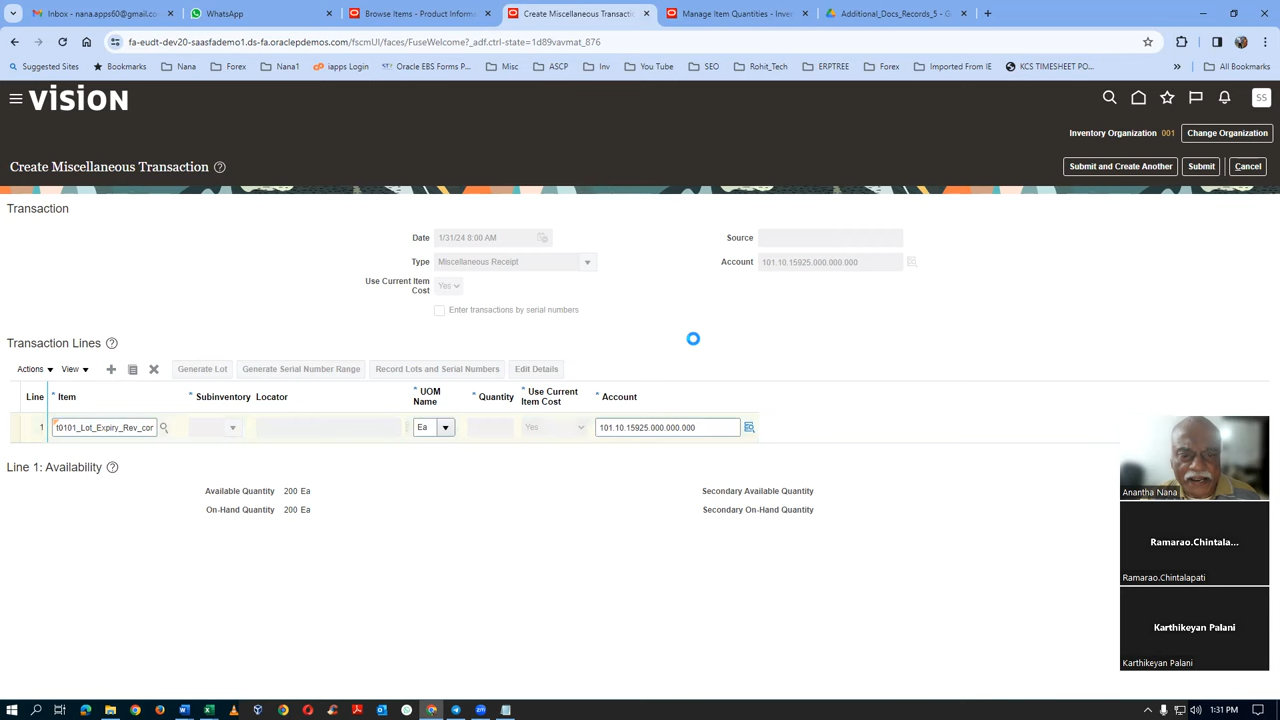 Inbox - nana.apps60@gmail.co
WhatsApp
Browse Items - Product Inform
Create Miscellaneous Transacti
Manage Item Quantities - Inven
Additional_Docs_Records_5 - G
fa-eudt-dev20-saasfademo1.ds-fa.oraclepdemos.com/fscmUI/faces/FuseWelcome?_adf.ctrl-state=1d89vavmat_876
Suggested Sites
Bookmarks
Nana
Forex
Nana1
iapps Login
Oracle EBS Forms P...
Misc
ASCP
Inv
You Tube
SEO
Rohit_Tech
ERPTREE
Forex
Imported From IE
KCS TIMESHEET PO...
All Bookmarks
VISION
SS
Inventory Organization 001
Change Organization
Create Miscellaneous Transaction
Submit and Create Another
Submit
Cancel
Transaction
Date 1/31/24 8:00 AM
Source
Type Miscellaneous Receipt
Account 101.10.15925.000.000.000
Use Current Item Cost Yes
Enter transactions by serial numbers
Transaction Lines
Actions
View
Generate Lot
Generate Serial Number Range
Record Lots and Serial Numbers
Edit Details
Line * Item * Subinventory Locator * UOM Name * Quantity * Use Current Item Cost * Account
1 t0101_Lot_Expiry_Rev_cor Ea Yes 101.10.15925.000.000.000
Line 1: Availability
Available Quantity 200 Ea
Secondary Available Quantity
On-Hand Quantity 200 Ea
Secondary On-Hand Quantity
Anantha Nana
Ramarao.Chintala...
Ramarao.Chintalapati
Karthikeyan Palani
Karthikeyan Palani
1:31 PM